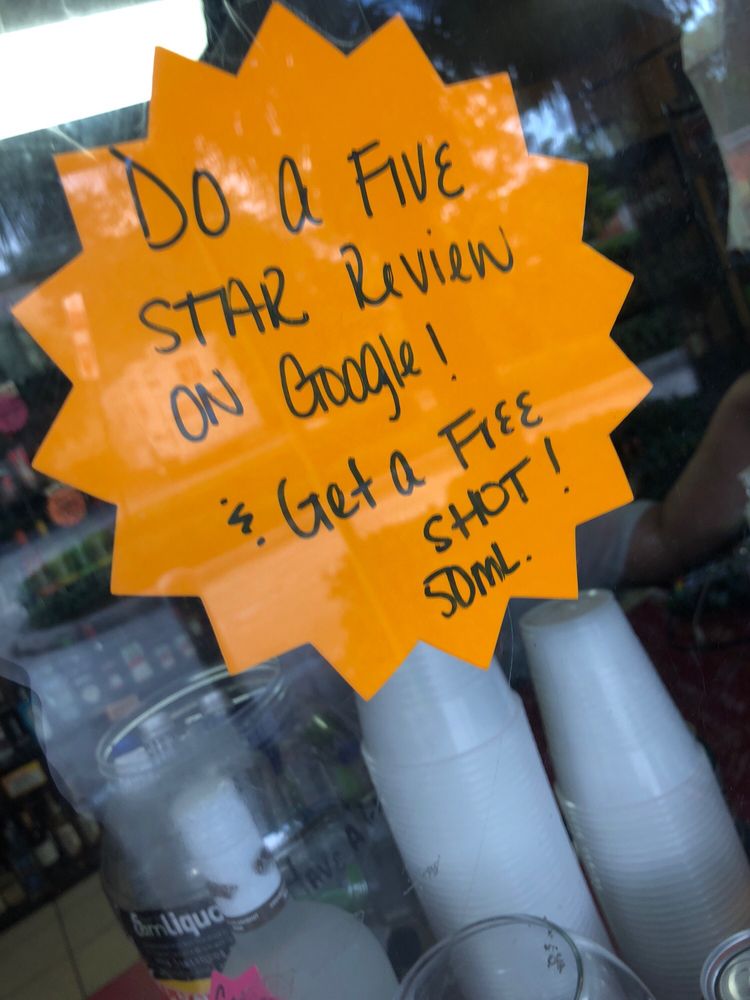 DO a FIVE
STAR Review
ON Google!
& Get a FREE
SHOT!
50mL.